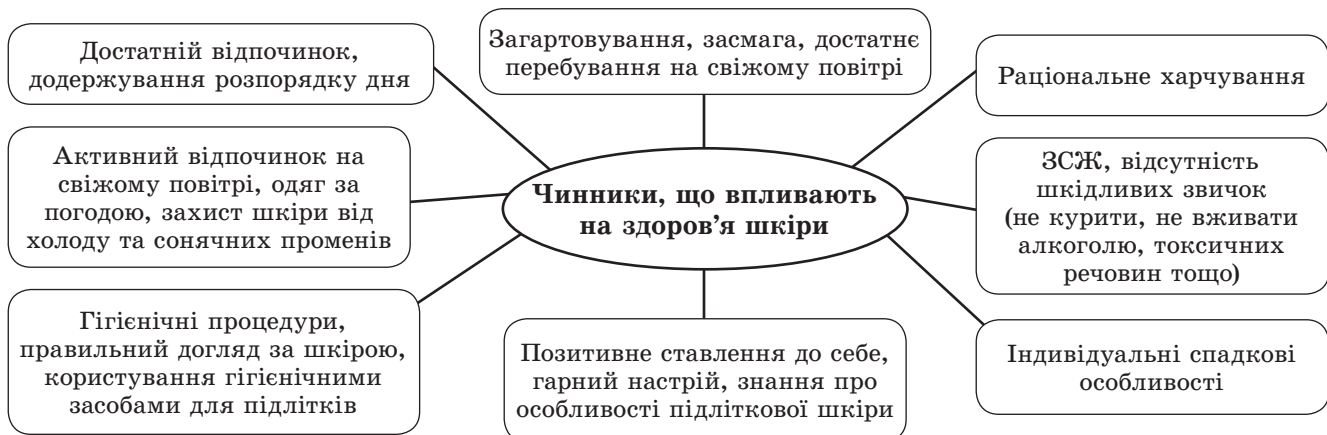 Достатній відпочинок,
додержування розпорядку дня
Загартовування, засмага, достатнє
перебування на свіжому повітрі
Раціональне харчування
Активний відпочинок на
свіжому повітрі, одяг за
погодою, захист шкіри від
холоду та сонячних променів
Чинники, що впливають
на здоров'я шкіри
ЗСЖ, відсутність
шкідливих звичок
(не курити, не вживати
алкоголю, токсичних
речовин тощо)
Гігієнічні процедури,
правильний догляд за шкірою,
користування гігієнічними
засобами для підлітків
Позитивне ставлення до себе,
гарний настрій, знання про
особливості підліткової шкіри
Індивідуальні спадкові
особливості